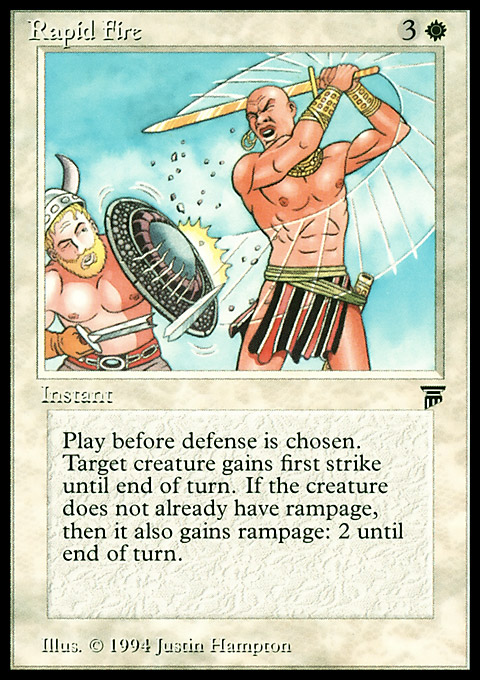 Rapid Fire 3
Instant
Play before defense is chosen.
Target creature gains first strike
until end of turn. If the creature
does not already have rampage,
then it also gains rampage: 2 until
end of turn.
Illus. © 1994 Justin Hampton